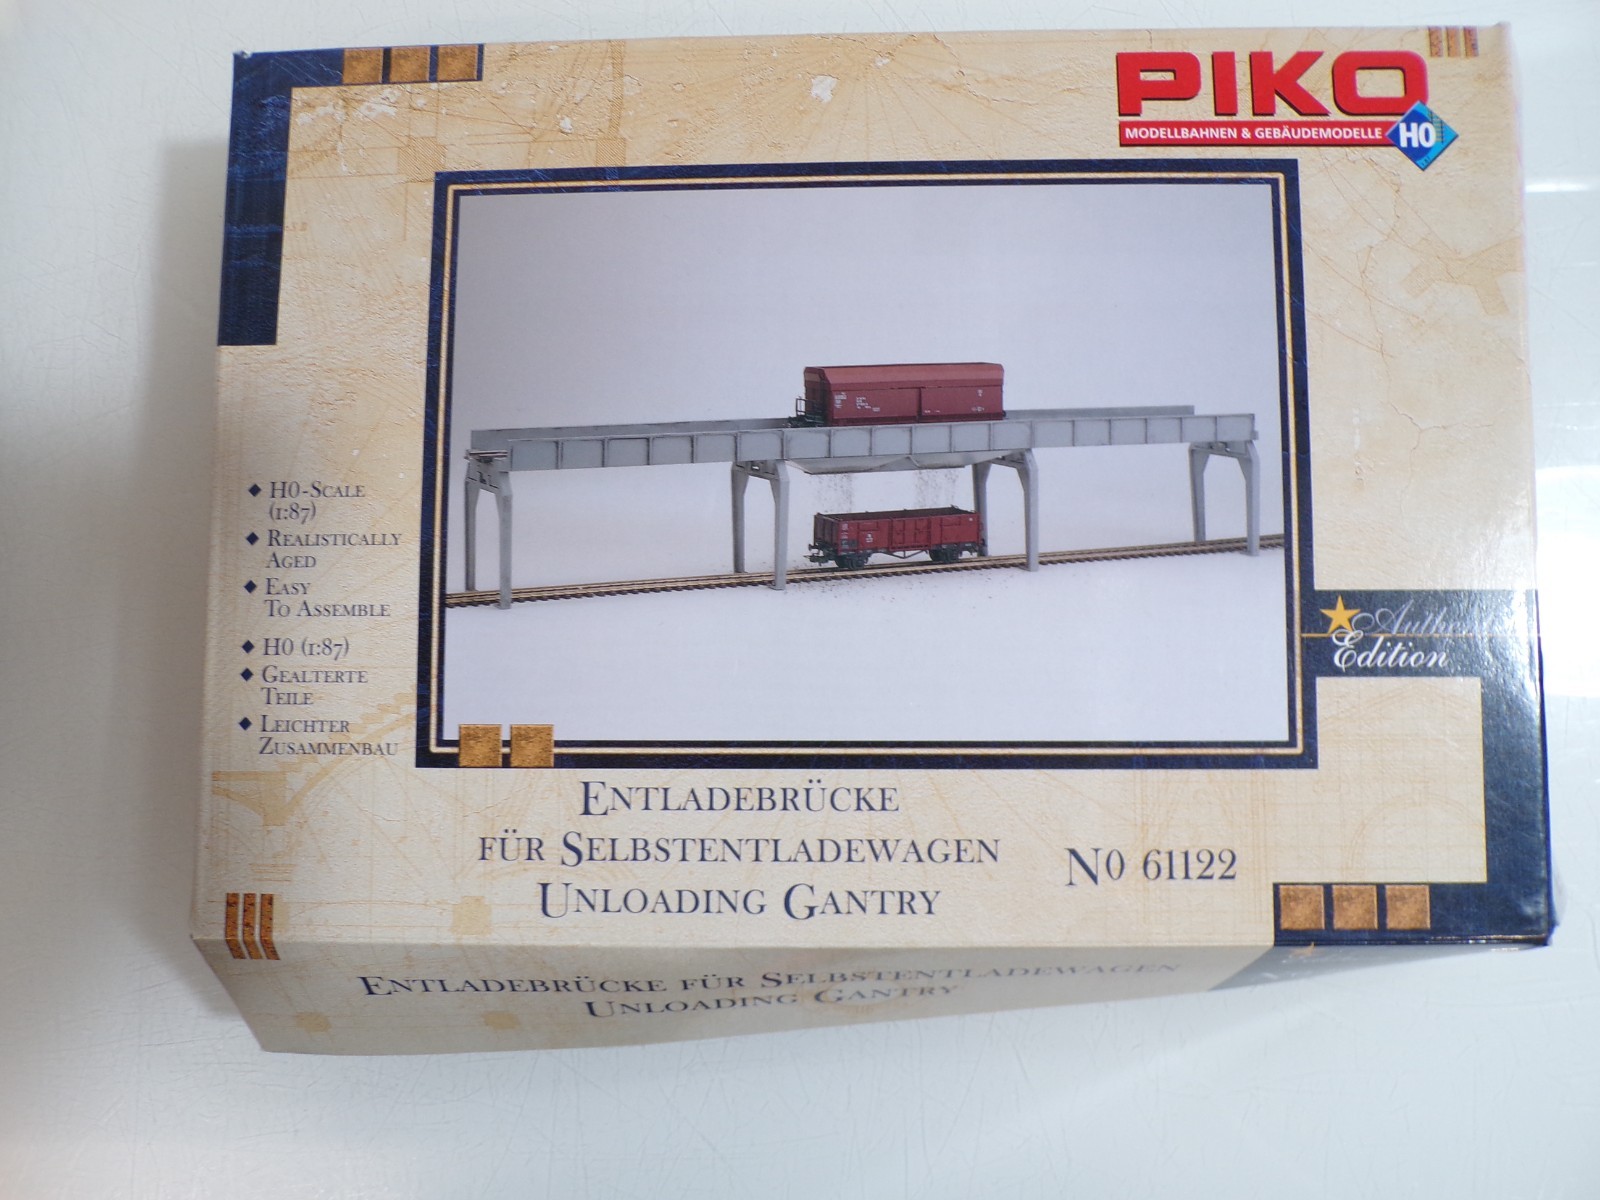 PIKO
MODELLBAHNEN & GEBÄUDEMODELLE
H0
◆ H0-Scale
(1:87)
◆ Realistically
Aged
◆ Easy
To Assemble
◆ H0 (1:87)
◆ Gealterte
Teile
◆ Leichter
Zusammenbau
Edition
Entladebrücke
für Selbstentladewagen
Unloading Gantry
No 61122
Entladebrücke für Selbstentladewagen
Unloading Gantry